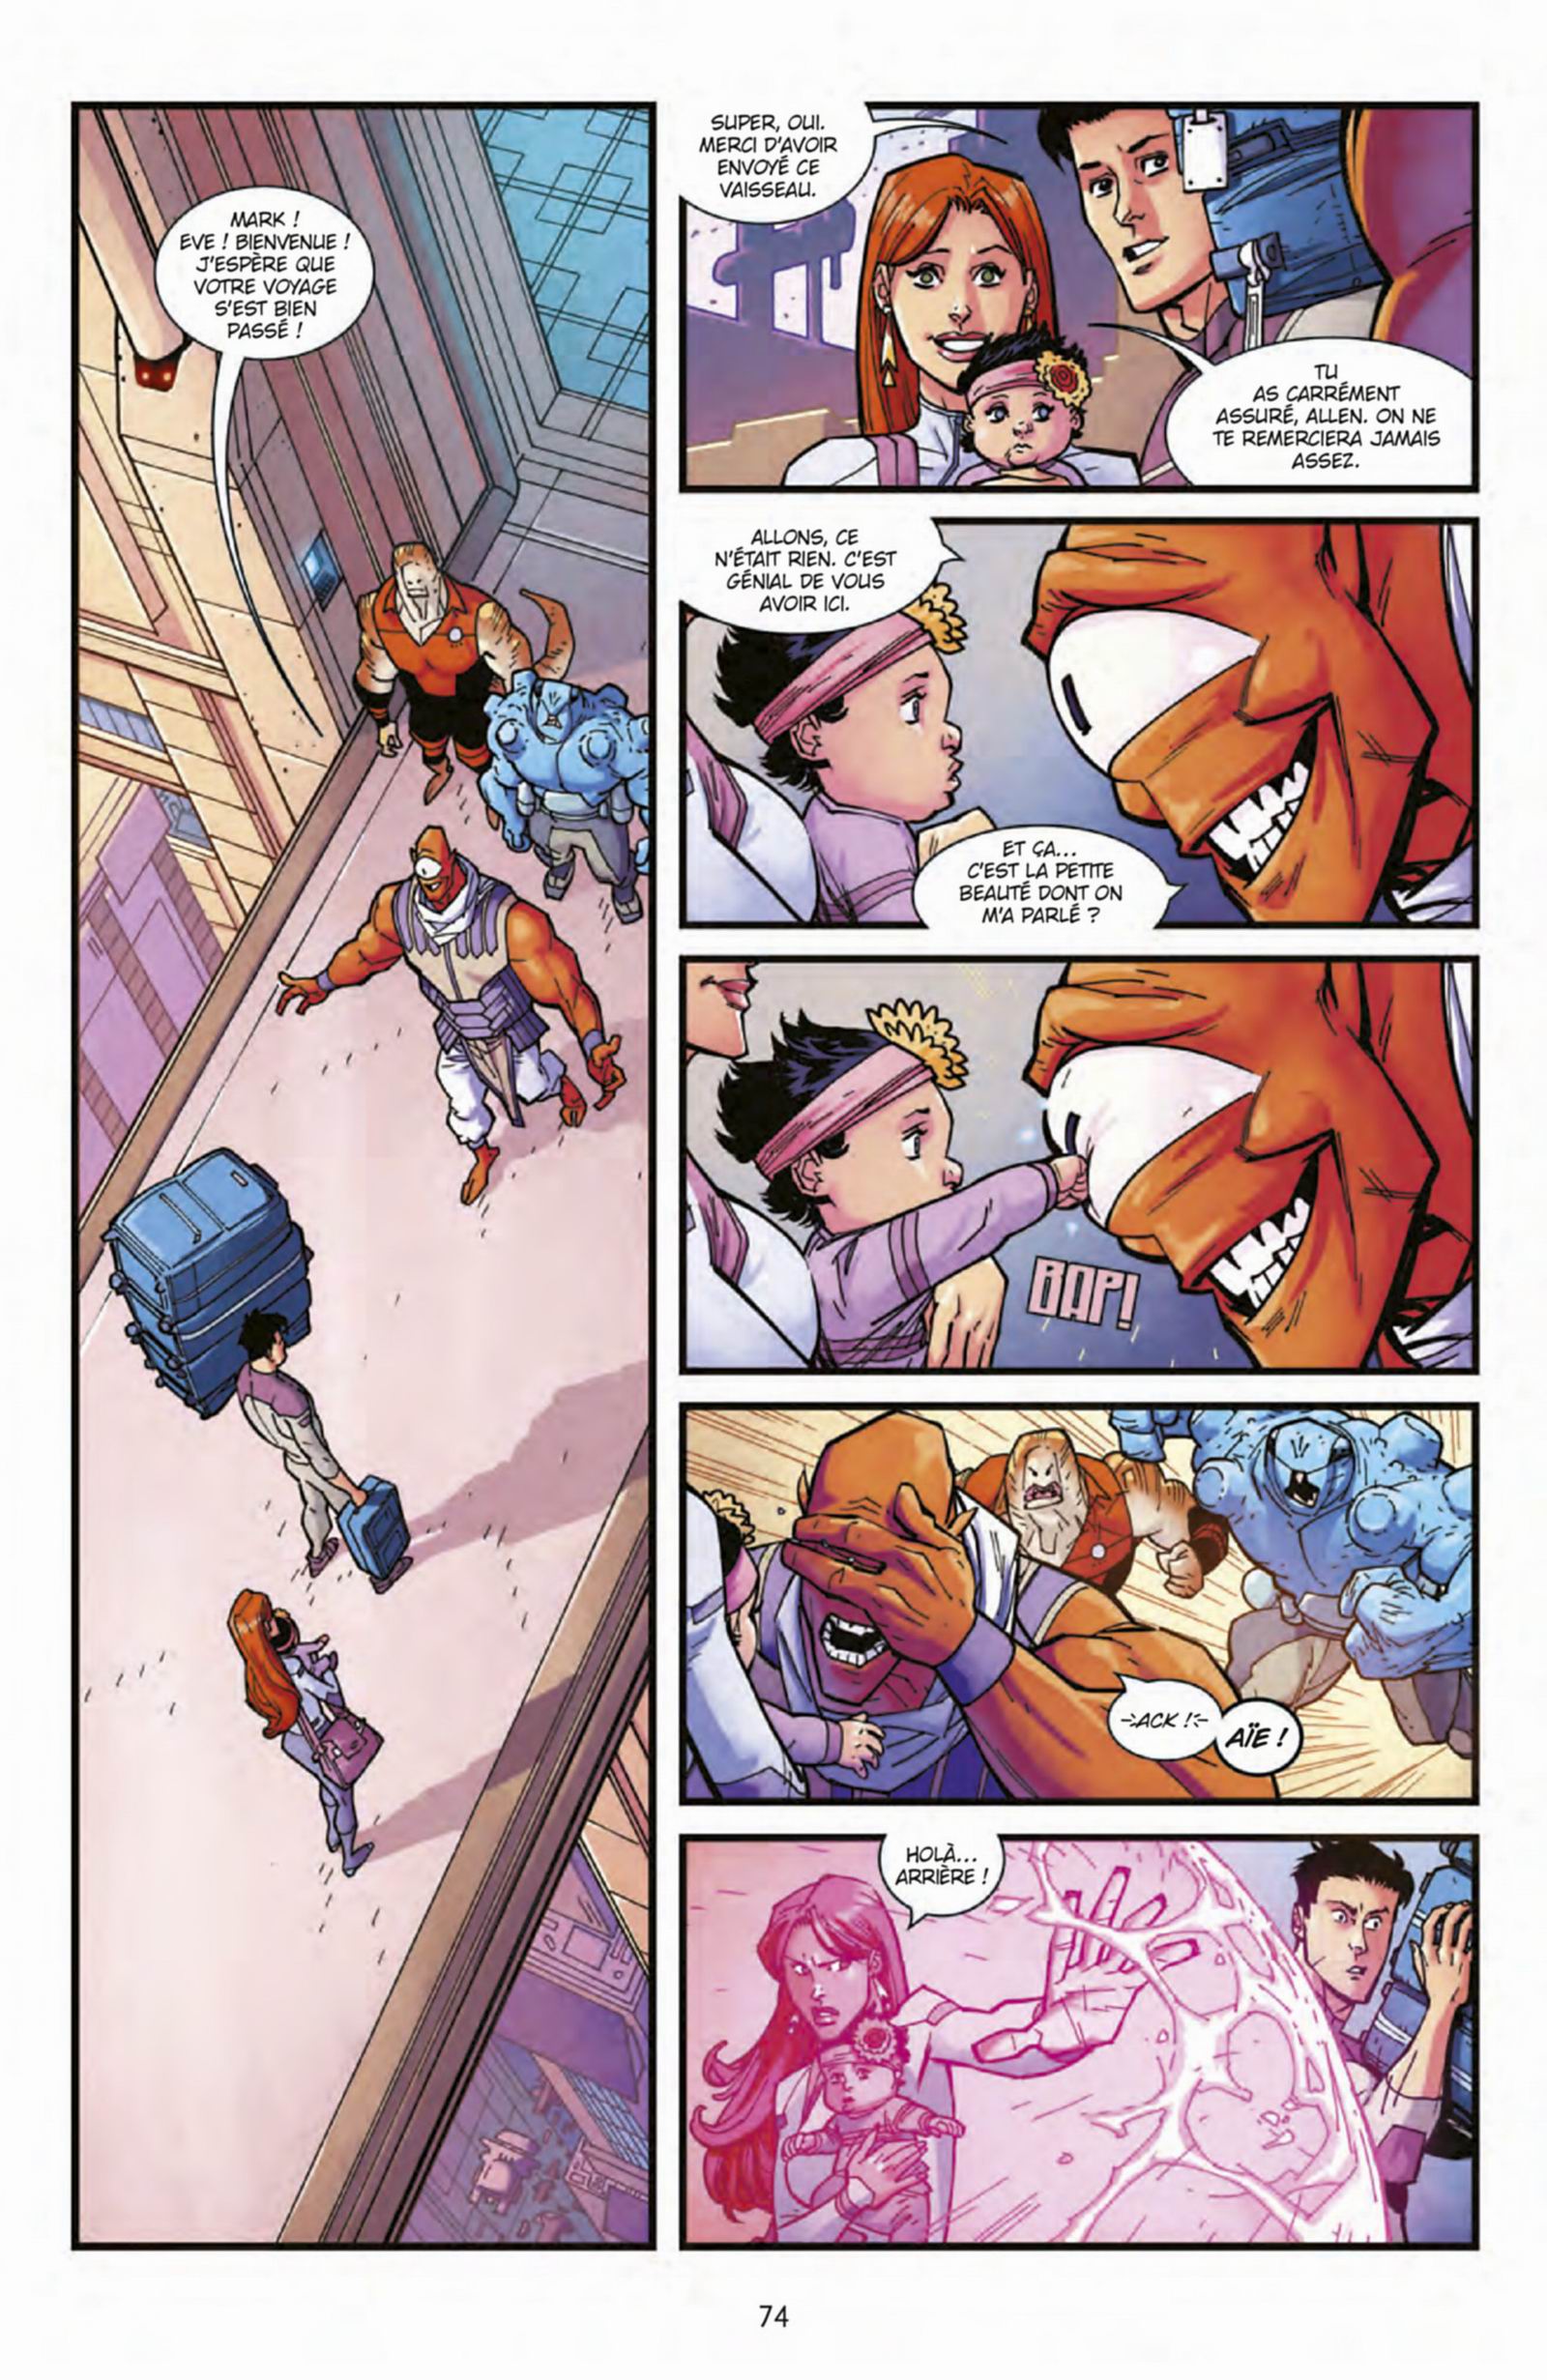 MARK !
EVE ! BIENVENUE !
J'ESPÈRE QUE
VOTRE VOYAGE
S'EST BIEN
PASSÉ !
SUPER, OUI.
MERCI D'AVOIR
ENVOYÉ CE
VAISSEAU.
TU
AS CARRÉMENT
ASSURÉ, ALLEN. ON NE
TE REMERCIERA JAMAIS
ASSEZ.
ALLONS, CE
N'ÉTAIT RIEN. C'EST
GÉNIAL DE VOUS
AVOIR ICI.
ET ÇA...
C'EST LA PETITE
BEAUTÉ DONT ON
M'A PARLÉ ?
BAP!
-ACK !-
AÏE !
HOLÀ...
ARRIÈRE !
74